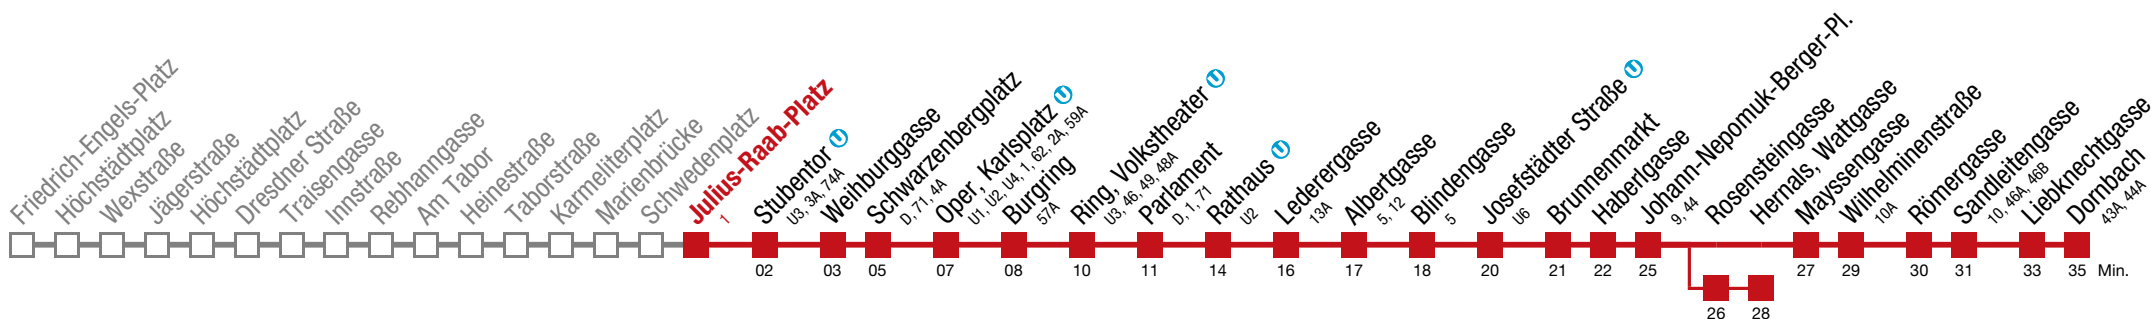 Friedrich-Engels-Platz
Höchstädtplatz
Wexstraße
Jägerstraße
Höchstädtplatz
Dresdner Straße
Traisengasse
Innstraße
Rebhanngasse
Am Tabor
Heinestraße
Taborstraße
Karmeliterplatz
Marienbrücke
Schwedenplatz
Julius-Raab-Platz
1
Stubentor U
U3, 3A, 74A
Weihburggasse
Schwarzenbergplatz
D, 71, 4A
Oper, Karlsplatz U
U1, U2, U4, 1, 62, 2A, 59A
Burgring
57A
Ring, Volkstheater U
U3, 46, 49, 48A
Parlament
D, 1, 71
Rathaus U
U2
Lederergasse
13A
Albertgasse
5, 12
Blindengasse
5
Josefstädter Straße U
U6
Brunnenmarkt
Haberlgasse
Johann-Nepomuk-Berger-Pl.
9, 44
Rosensteingasse
Hernals, Wattgasse
Mayssengasse
Wilhelminenstraße
10A
Römergasse
Sandleitengasse
10, 46A, 46B
Liebknechtgasse
Dornbach
43A, 44A
02 03 05 07 08 10 11 14 16 17 18 20 21 22 25 27 29 30 31 33 35 Min.
26 28